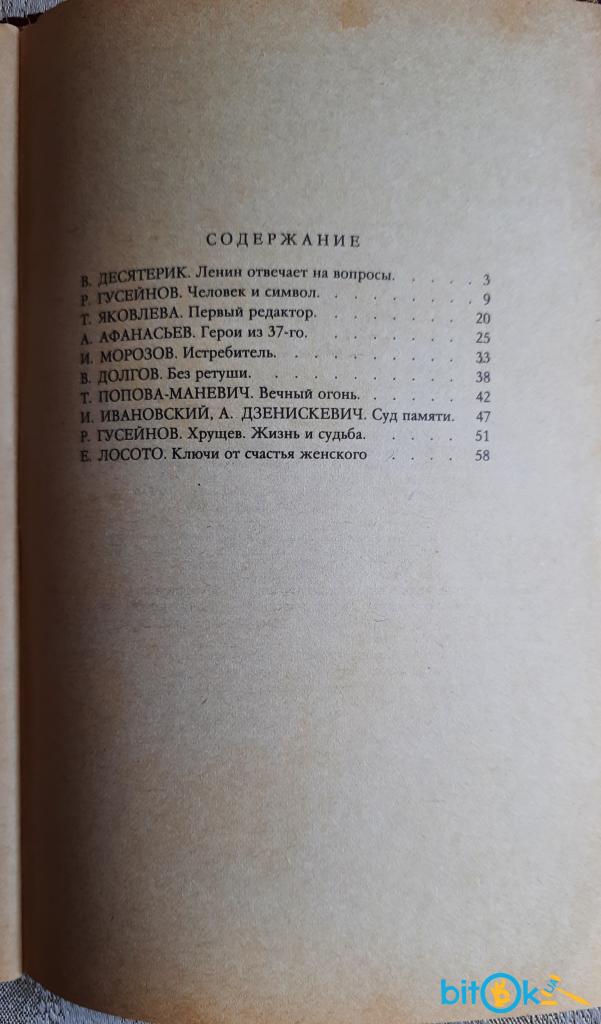 СОДЕРЖАНИЕ
В. ДЕСЯТЕРИК. Ленин отвечает на вопросы. . . . . 3
Р. ГУСЕЙНОВ. Человек и символ. . . . . . . . 9
Т. ЯКОВЛЕВА. Первый редактор. . . . . . . . 20
А. АФАНАСЬЕВ. Герои из 37-го. . . . . . . . 25
И. МОРОЗОВ. Истребитель. . . . . . . . . . 33
В. ДОЛГОВ. Без ретуши. . . . . . . . . . . 38
Т. ПОПОВА-МАНЕВИЧ. Вечный огонь. . . . . . 42
И. ИВАНОВСКИЙ, А. ДЗЕНИСКЕВИЧ. Суд памяти. 47
Р. ГУСЕЙНОВ. Хрущев. Жизнь и судьба. . . . . 51
Е. ЛОСОТО. Ключи от счастья женского . . . . 58
bitok.UA